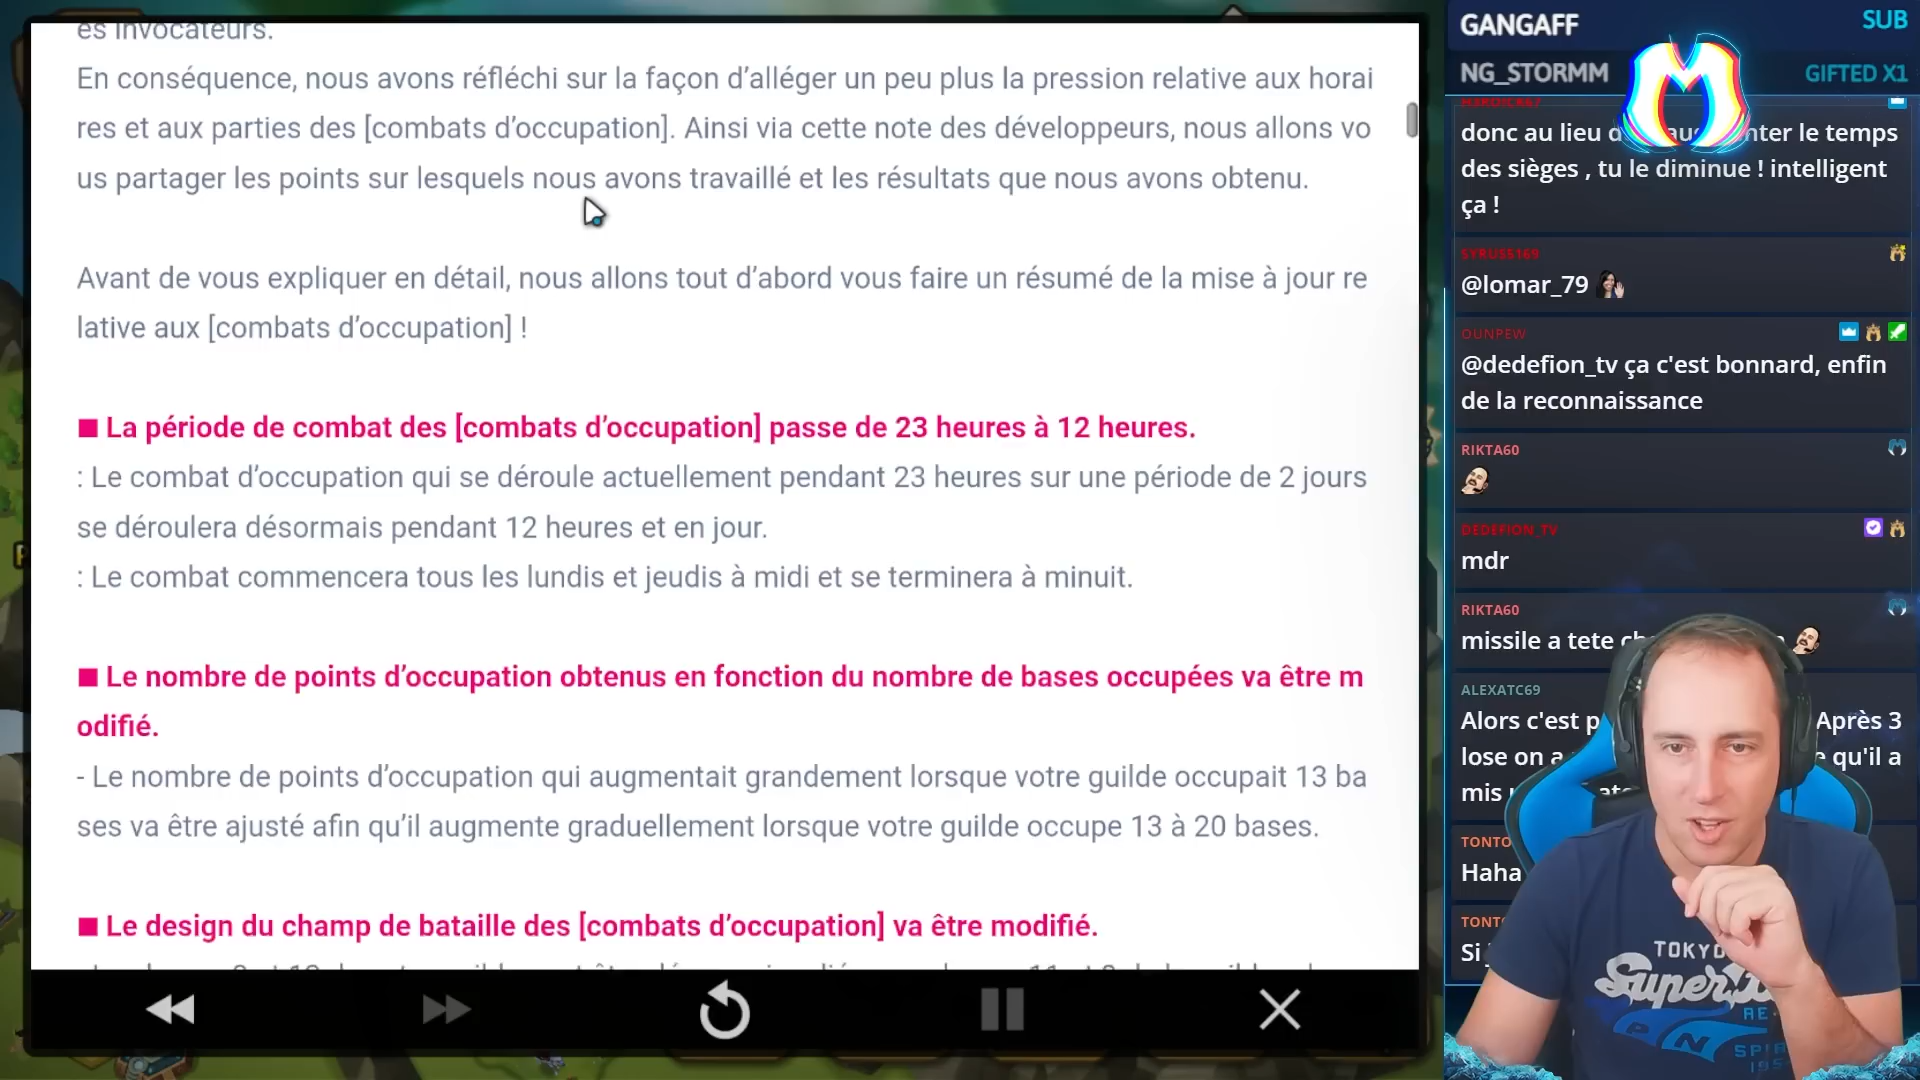 es invocateurs.
En conséquence, nous avons réfléchi sur la façon d’alléger un peu plus la pression relative aux horai
res et aux parties des [combats d’occupation]. Ainsi via cette note des développeurs, nous allons vo
us partager les points sur lesquels nous avons travaillé et les résultats que nous avons obtenu.
Avant de vous expliquer en détail, nous allons tout d’abord vous faire un résumé de la mise à jour re
lative aux [combats d’occupation] !
■ La période de combat des [combats d’occupation] passe de 23 heures à 12 heures.
: Le combat d’occupation qui se déroule actuellement pendant 23 heures sur une période de 2 jours
se déroulera désormais pendant 12 heures et en jour.
: Le combat commencera tous les lundis et jeudis à midi et se terminera à minuit.
■ Le nombre de points d’occupation obtenus en fonction du nombre de bases occupées va être m
odifié.
- Le nombre de points d’occupation qui augmentait grandement lorsque votre guilde occupait 13 ba
ses va être ajusté afin qu’il augmente graduellement lorsque votre guilde occupe 13 à 20 bases.
■ Le design du champ de bataille des [combats d’occupation] va être modifié.
GANGAFF SUB
NG_STORMM GIFTED X1
donc au lieu le temps
des sièges , tu le diminue ! intelligent
ça !
SYRUSS169
@lomar_79
OUNPEW
@dedefion_tv ça c'est bonnard, enfin
de la reconnaissance
RIKTA60
DEDEFION_TV
mdr
RIKTA60
missile a tete
ALEXATC69
Alors c'est Après 3
lose on a qu'il a
mis
TONTO
Haha
Si
TOKYO